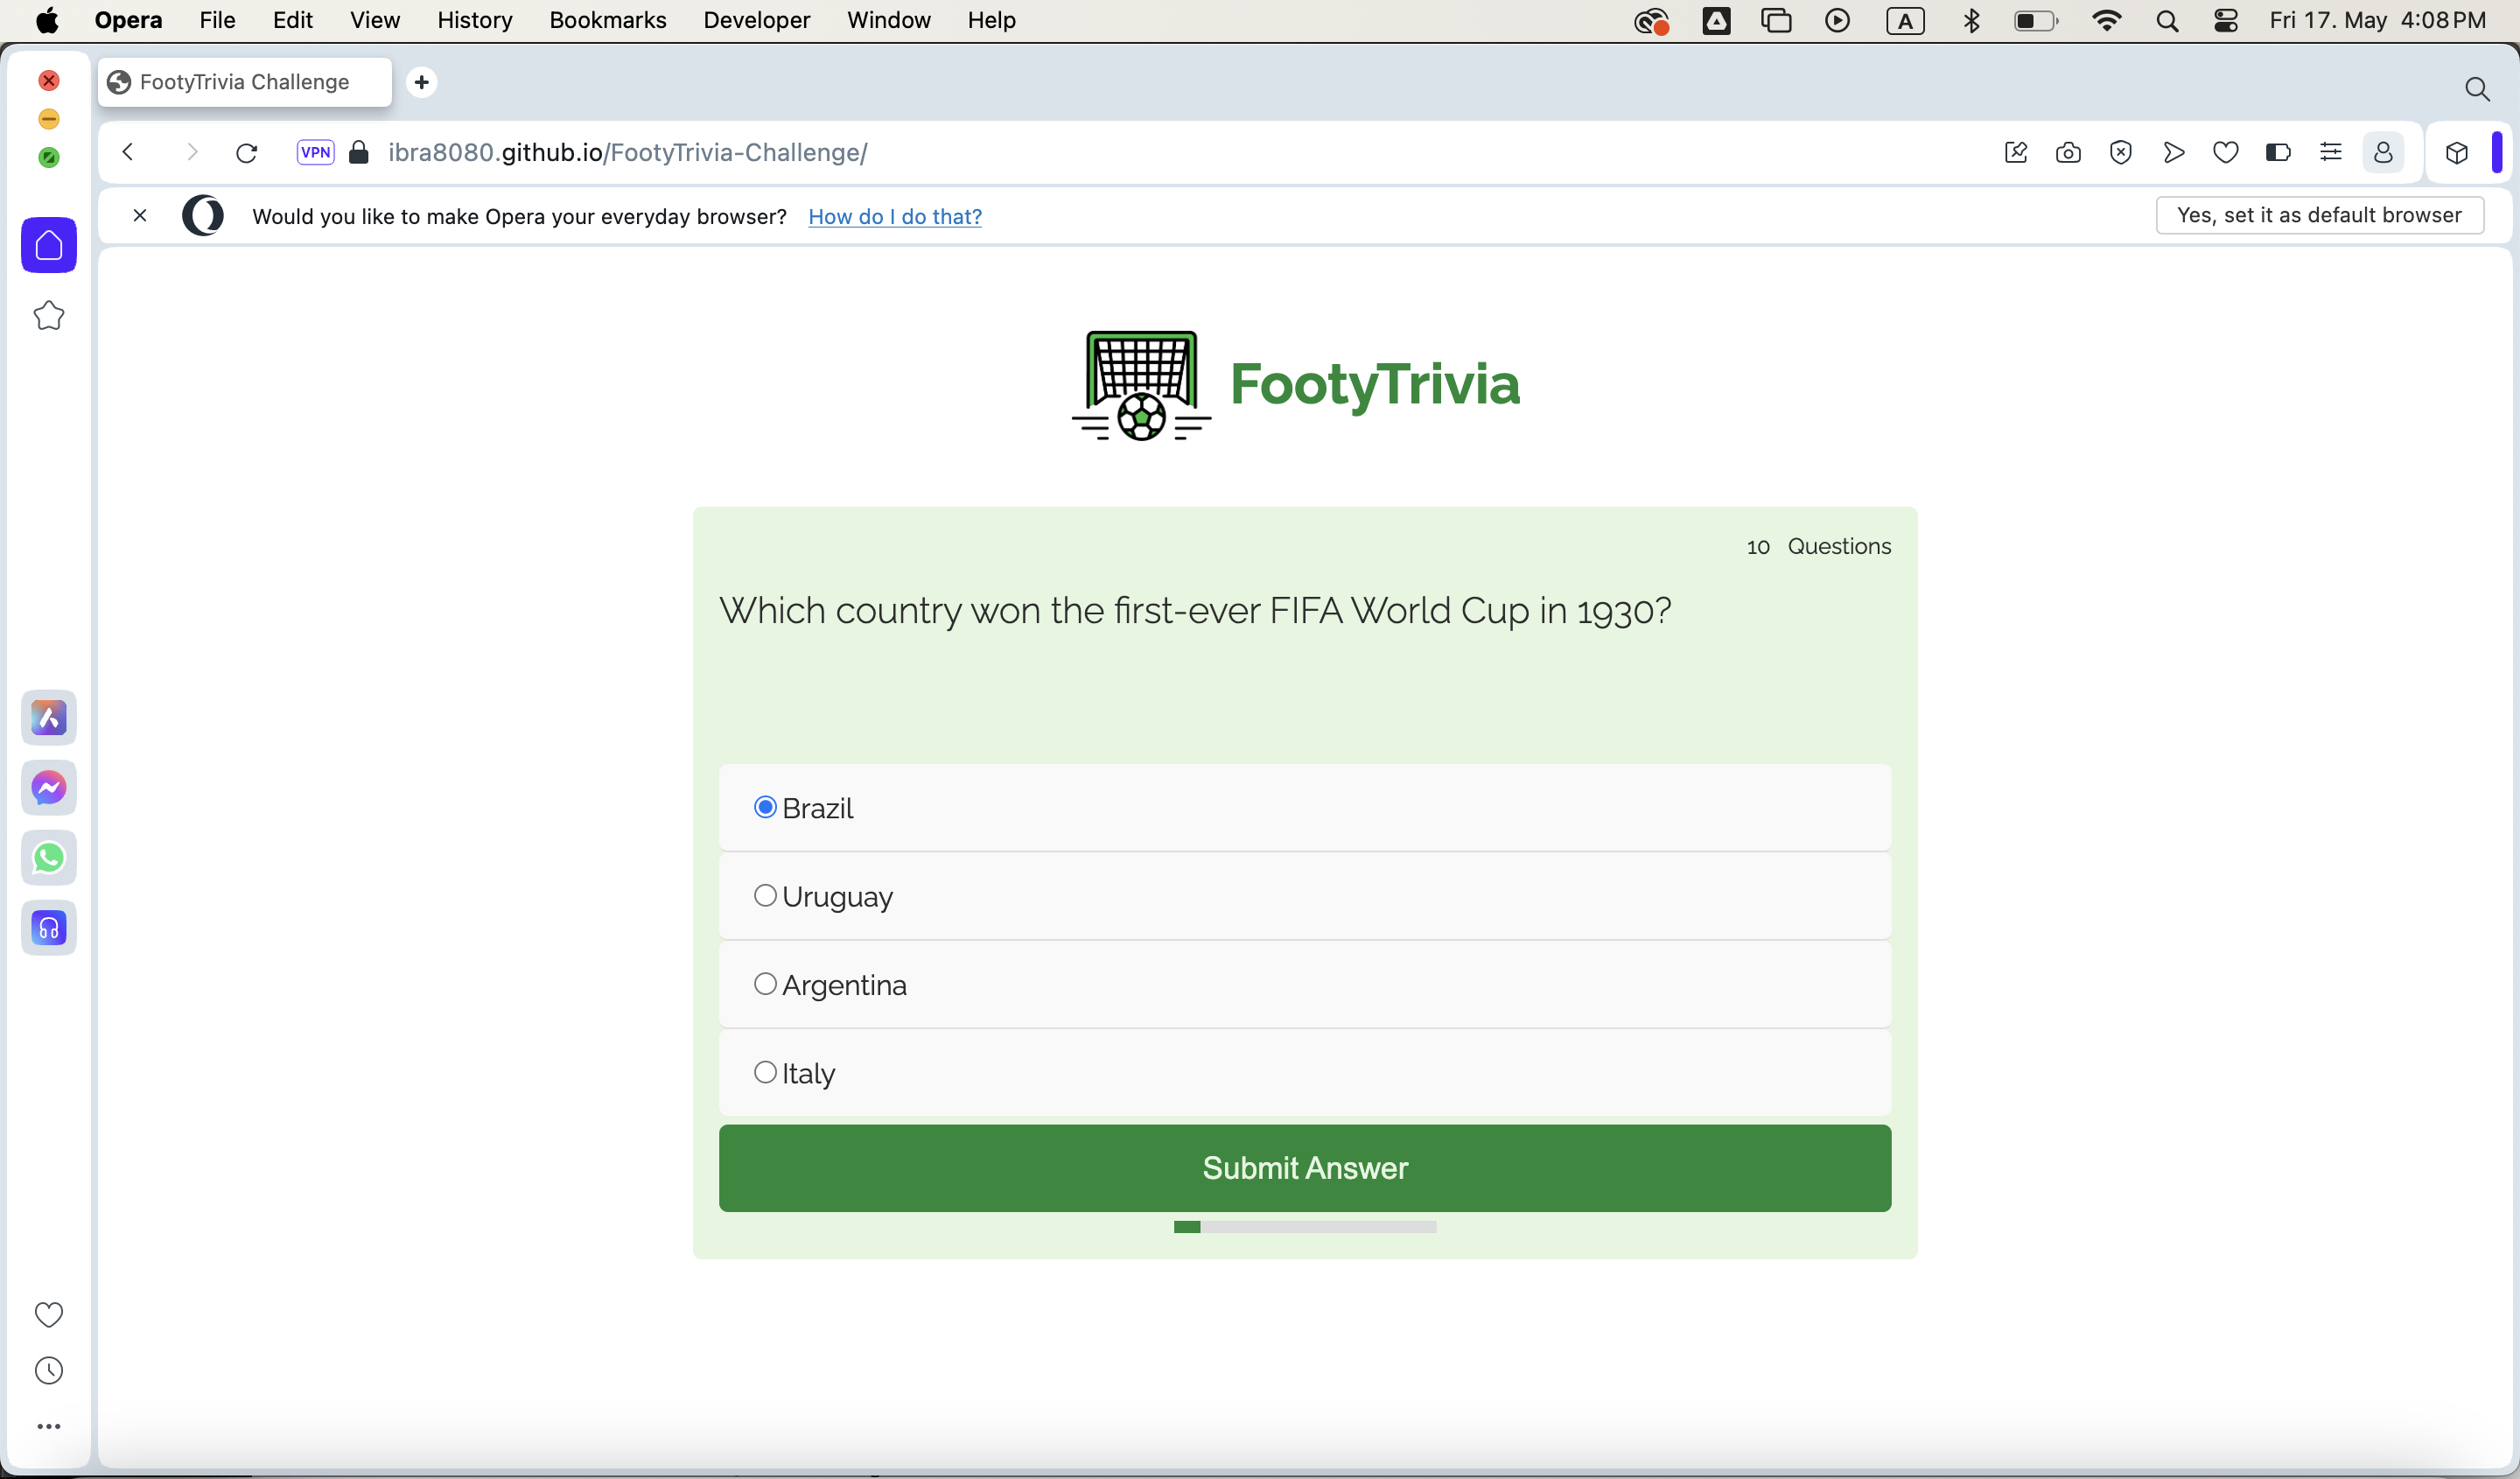 Opera File Edit View History Bookmarks Developer Window Help A Fri 17. May 4:08 PM
FootyTrivia Challenge
VPN ibra8080.github.io/FootyTrivia-Challenge/
Would you like to make Opera your everyday browser? How do I do that? Yes, set it as default browser
FootyTrivia
10 Questions
Which country won the first-ever FIFA World Cup in 1930?
Brazil
Uruguay
Argentina
Italy
Submit Answer